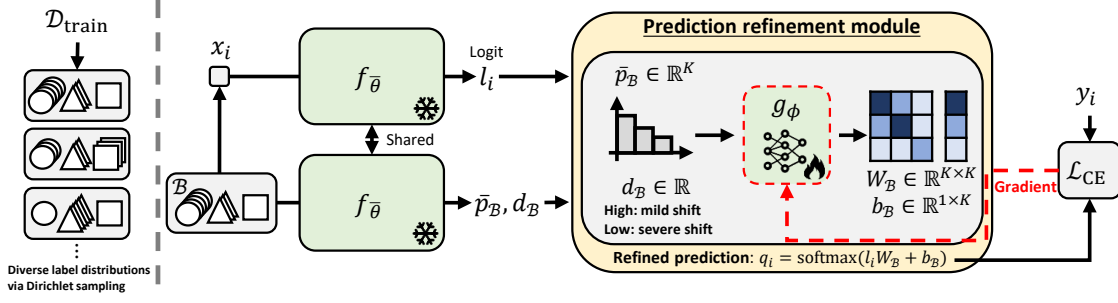 𝒟_train
Diverse label distributions
via Dirichlet sampling
x_i
ℬ
f_θ̅
Logit
l_i
Shared
f_θ̅
p̄_ℬ, d_ℬ
Prediction refinement module
p̄_ℬ ∈ ℝ^K
d_ℬ ∈ ℝ
High: mild shift
Low: severe shift
g_ϕ
W_ℬ ∈ ℝ^{K×K}
b_ℬ ∈ ℝ^{1×K}
Refined prediction: q_i = softmax(l_i W_ℬ + b_ℬ)
y_i
Gradient
ℒ_CE